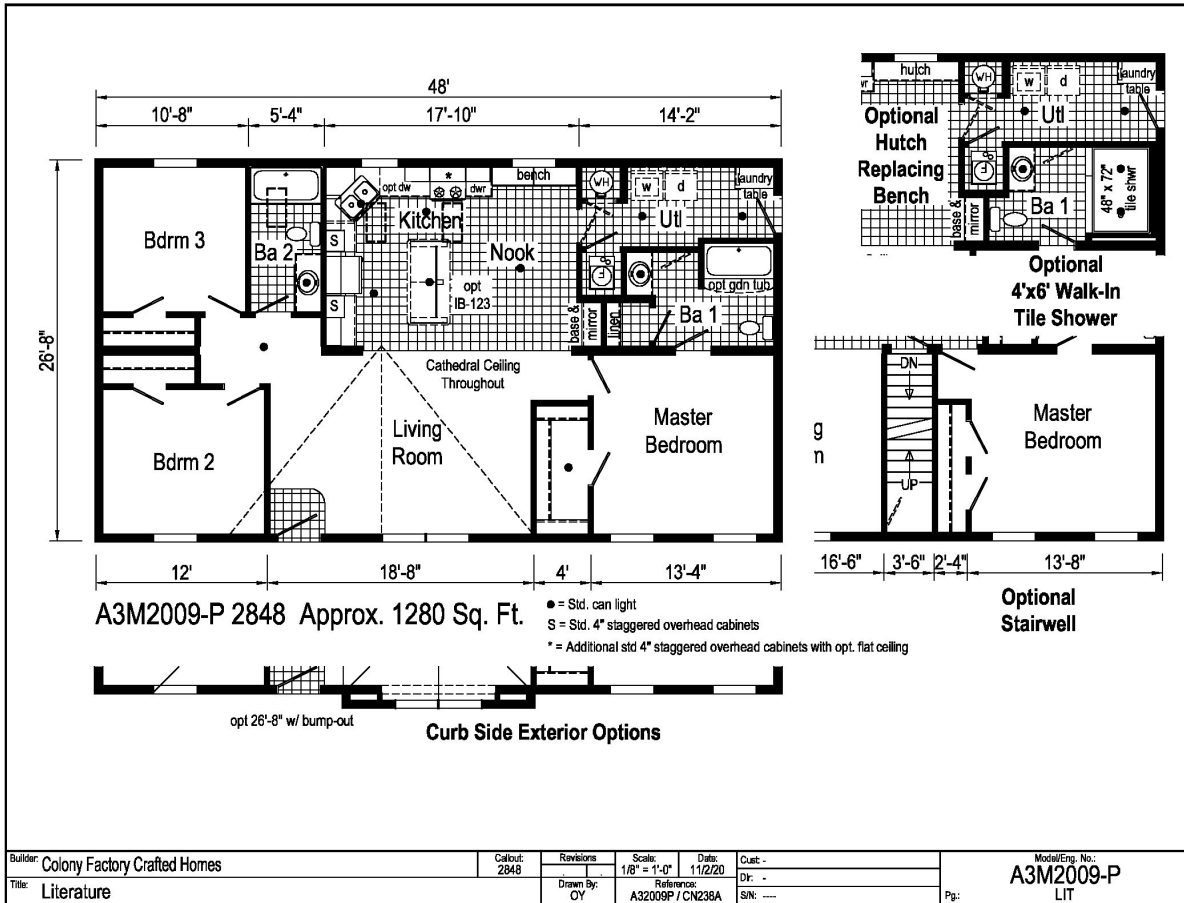 48'
10'-8"
5'-4"
17'-10"
14'-2"
26'-8"
Bdrm 3
Ba 2
S
S
opt dw
*
dwr
bench
Kitchen
Nook
opt
IB-123
WH
w
d
laundry
table
Utl
F
opt gdn tub
Ba 1
base &
mirror
linen
Cathedral Ceiling
Throughout
Bdrm 2
Living
Room
Master
Bedroom
12'
18'-8"
4'
13'-4"
A3M2009-P 2848 Approx. 1280 Sq. Ft.
● = Std. can light
S = Std. 4" staggered overhead cabinets
* = Additional std 4" staggered overhead cabinets with opt. flat ceiling
opt 26'-8" w/ bump-out
Curb Side Exterior Options
hutch
WH
w
d
laundry
table
Utl
Optional
Hutch
Replacing
Bench
F
base &
mirror
Ba 1
48" x 72"
tile shwr
Optional
4'x6' Walk-In
Tile Shower
DN
UP
g
m
Master
Bedroom
16'-6"
3'-6"
2'-4"
13'-8"
Optional
Stairwell
Builder: Colony Factory Crafted Homes
Title: Literature
Callout:
2848
Revisions
Drawn By:
OY
Scale:
1/8" = 1'-0"
Date:
11/2/20
Reference:
A32009P / CN238A
Cust: -
Dlr: -
S/N: ----
Model/Eng. No.:
A3M2009-P
Pg.: LIT